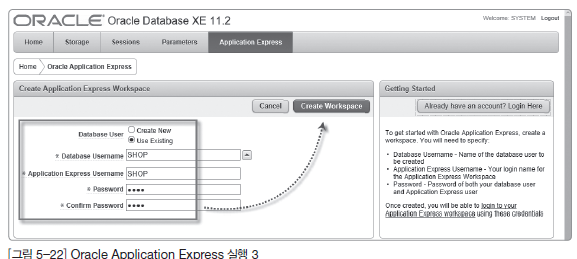 ORACLE Oracle Database XE 11.2
Welcome: SYSTEM Logout
Home Storage Sessions Parameters Application Express
Home Oracle Application Express
Create Application Express Workspace
Cancel Create Workspace
Database User Create New
Use Existing
* Database Username SHOP
* Application Express Username SHOP
* Password ••••
* Confirm Password ••••
Getting Started
Already have an account? Login Here
To get started with Oracle Application Express, create a
workspace. You will need to specify:
• Database Username - Name of the database user to
be created
• Application Express Username - Your login name for
the Application Express Workspace
• Password - Password of both your database user
and Application Express user
Once created, you will be able to login to your
Application Express workspace using these credentials
[그림 5-22] Oracle Application Express 실행 3